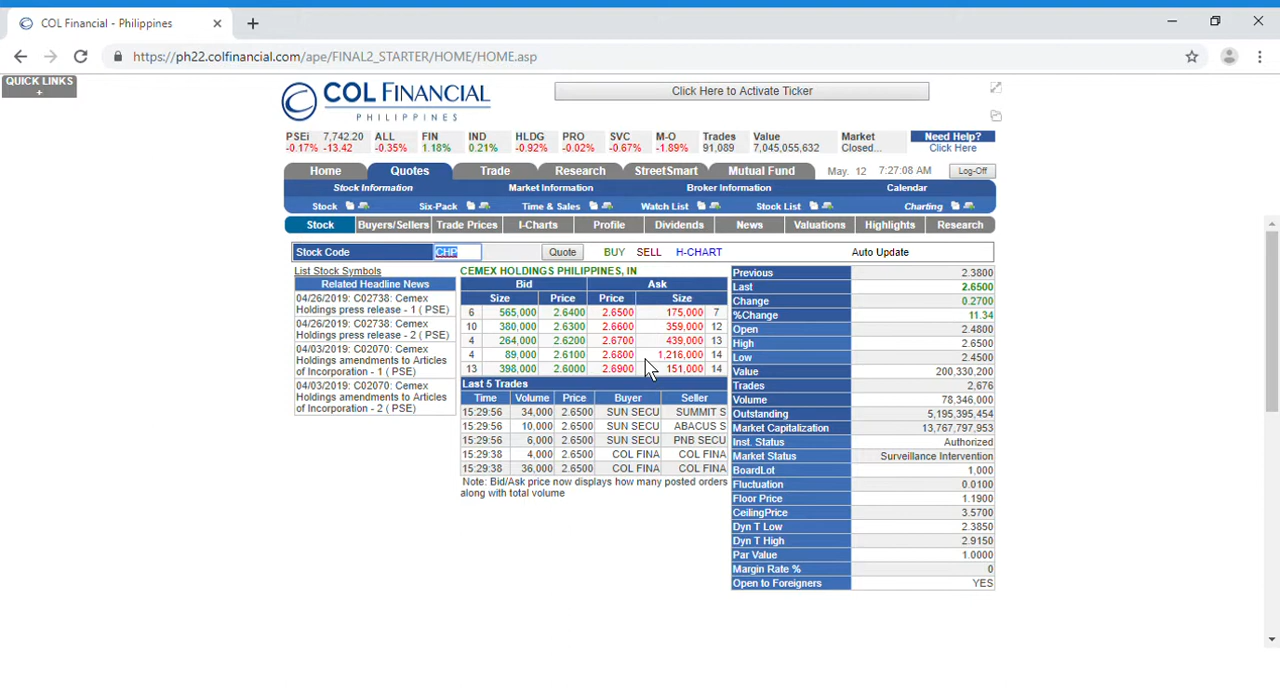 COL Financial - Philippines
https://ph22.colfinancial.com/ape/FINAL2_STARTER/HOME/HOME.asp
QUICK LINKS
+
COL FINANCIAL
PHILIPPINES
Click Here to Activate Ticker
PSEi 7,742.20 ALL FIN IND HLDG PRO SVC M-O Trades Value Market Need Help?
-0.17% -13.42 -0.35% 1.18% 0.21% -0.92% -0.02% -0.67% -1.89% 91,089 7,045,055,632 Closed... Click Here
Home Quotes Trade Research StreetSmart Mutual Fund May. 12 7:27:08 AM Log-Off
Stock Information Market Information Broker Information Calendar
Stock Six-Pack Time & Sales Watch List Stock List Charting
Stock Buyers/Sellers Trade Prices I-Charts Profile Dividends News Valuations Highlights Research
Stock Code CHP Quote BUY SELL H-CHART Auto Update
List Stock Symbols
Related Headline News
04/26/2019: C02738: Cemex
Holdings press release - 1 ( PSE)
04/26/2019: C02738: Cemex
Holdings press release - 2 ( PSE)
04/03/2019: C02070: Cemex
Holdings amendments to Articles
of Incorporation - 1 ( PSE)
04/03/2019: C02070: Cemex
Holdings amendments to Articles
of Incorporation - 2 ( PSE)
CEMEX HOLDINGS PHILIPPINES, IN
Bid Ask
Size Price Price Size
6 565,000 2.6400 2.6500 175,000 7
10 380,000 2.6300 2.6600 359,000 12
4 264,000 2.6200 2.6700 439,000 13
4 89,000 2.6100 2.6800 1,216,000 14
13 398,000 2.6000 2.6900 151,000 14
Last 5 Trades
Time Volume Price Buyer Seller
15:29:56 34,000 2.6500 SUN SECU SUMMIT S
15:29:56 10,000 2.6500 SUN SECU ABACUS S
15:29:56 6,000 2.6500 SUN SECU PNB SECU
15:29:38 4,000 2.6500 COL FINA COL FINA
15:29:38 36,000 2.6500 COL FINA COL FINA
Note: Bid/Ask price now displays how many posted orders
along with total volume
Previous 2.3800
Last 2.6500
Change 0.2700
%Change 11.34
Open 2.4800
High 2.6500
Low 2.4500
Value 200,330,200
Trades 2,676
Volume 78,346,000
Outstanding 5,195,395,454
Market Capitalization 13,767,797,953
Inst. Status Authorized
Market Status Surveillance Intervention
BoardLot 1,000
Fluctuation 0.0100
Floor Price 1.1900
CeilingPrice 3.5700
Dyn T Low 2.3850
Dyn T High 2.9150
Par Value 1.0000
Margin Rate % 0
Open to Foreigners YES